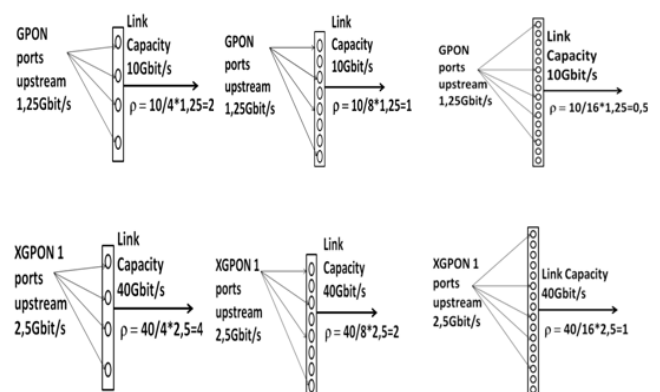 GPON
ports
upstream
1,25Gbit/s
Link
Capacity
10Gbit/s
ρ = 10/4*1,25=2
GPON
ports
upstream
1,25Gbit/s
Link
Capacity
10Gbit/s
ρ = 10/8*1,25=1
GPON
ports
upstream
1,25Gbit/s
Link
Capacity
10Gbit/s
ρ = 10/16*1,25=0,5
XGPON 1
ports
upstream
2,5Gbit/s
Link
Capacity
40Gbit/s
ρ = 40/4*2,5=4
XGPON 1
ports
upstream
2,5Gbit/s
Link
Capacity
40Gbit/s
ρ = 40/8*2,5=2
XGPON 1
ports
upstream
2,5Gbit/s
Link Capacity
40Gbit/s
ρ = 40/16*2,5=1